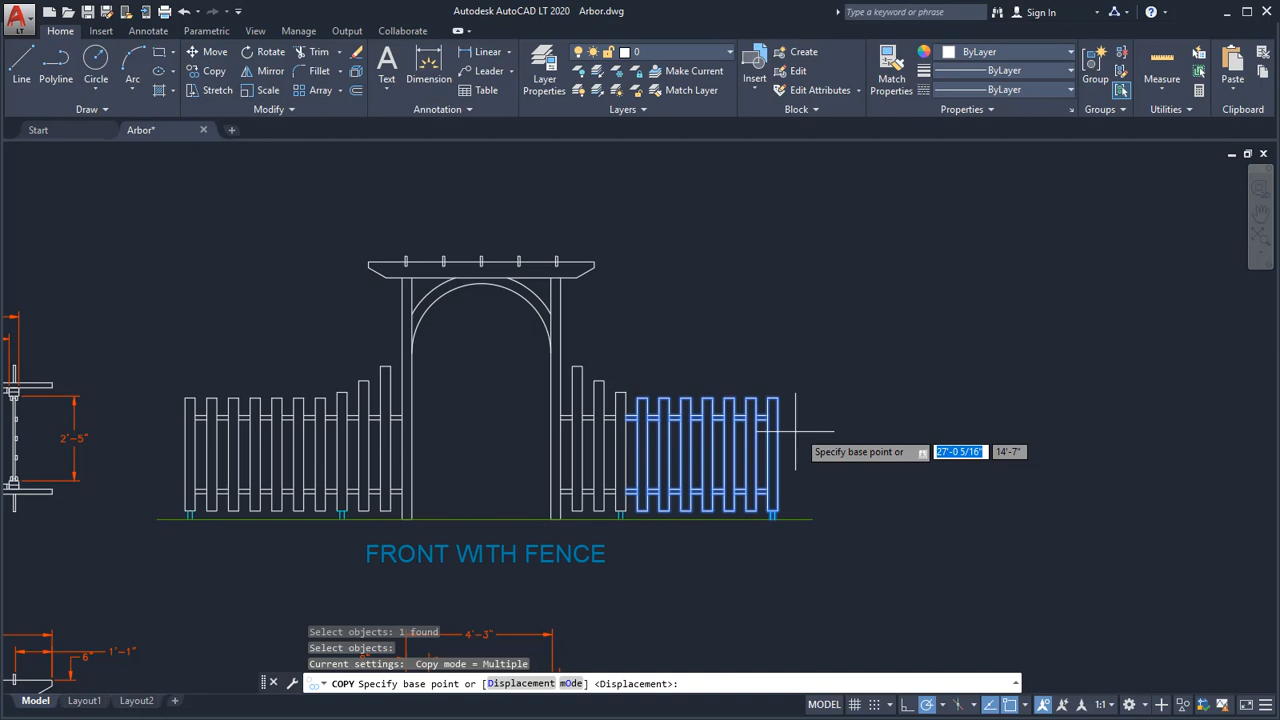 Autodesk AutoCAD LT 2020 Arbor.dwg
Type a keyword or phrase
Sign In
LT
Home Insert Annotate Parametric View Manage Output Collaborate
Line Polyline Circle Arc
Move Rotate Trim
Copy Mirror Fillet
Stretch Scale Array
Text Dimension
Linear
Leader
Table
Layer Properties
0
Make Current
Match Layer
Insert
Create
Edit
Edit Attributes
Match Properties
ByLayer
ByLayer
ByLayer
Group
Measure
Paste
Draw Modify Annotation Layers Block Properties Groups Utilities Clipboard
Start Arbor*
2'-5"
Specify base point or 27'-0 5/16" 14'-7"
FRONT WITH FENCE
Select objects: 1 found
4'-3"
Select objects:
1'-1"
6"
Current settings: Copy mode = Multiple
COPY Specify base point or [Displacement mOde] <Displacement>:
Model Layout1 Layout2
MODEL 1:1